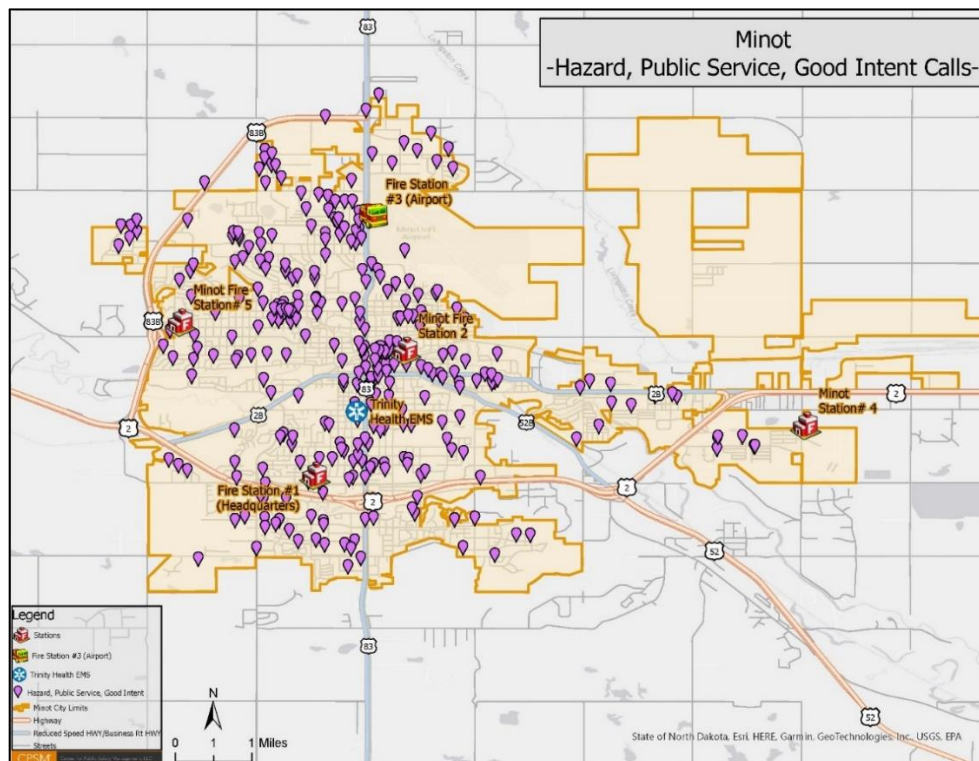 Minot
-Hazard, Public Service, Good Intent Calls-
83
83B
Fire Station
#3 (Airport)
Minot Fire
Station# 5
83B
Minot Fire
Station 2
83
Trinity
Health EMS
2B
2
52B
2B
2
Minot
Station# 4
2
Fire Station #1
(Headquarters)
2
52
83
52
Legend
Stations
Fire Station #3 (Airport)
Trinity Health EMS
Hazard, Public Service, Good Intent
Minot City Limits
Highway
Reduced Speed HWY/Business Rt HWY
Streets
CPSM
N
0 1 1 Miles
State of North Dakota, Esri, HERE, Garmin, GeoTechnologies, Inc., USGS, EPA